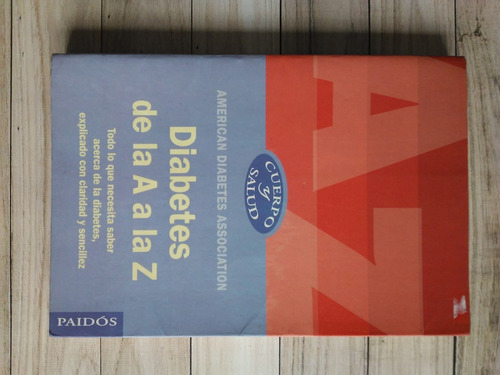 A-Z
CUERPO
y
SALUD
AMERICAN DIABETES ASSOCIATION
Diabetes
de la A a la Z
Todo lo que necesita saber
acerca de la diabetes,
explicado con claridad y sencillez
PAIDÓS